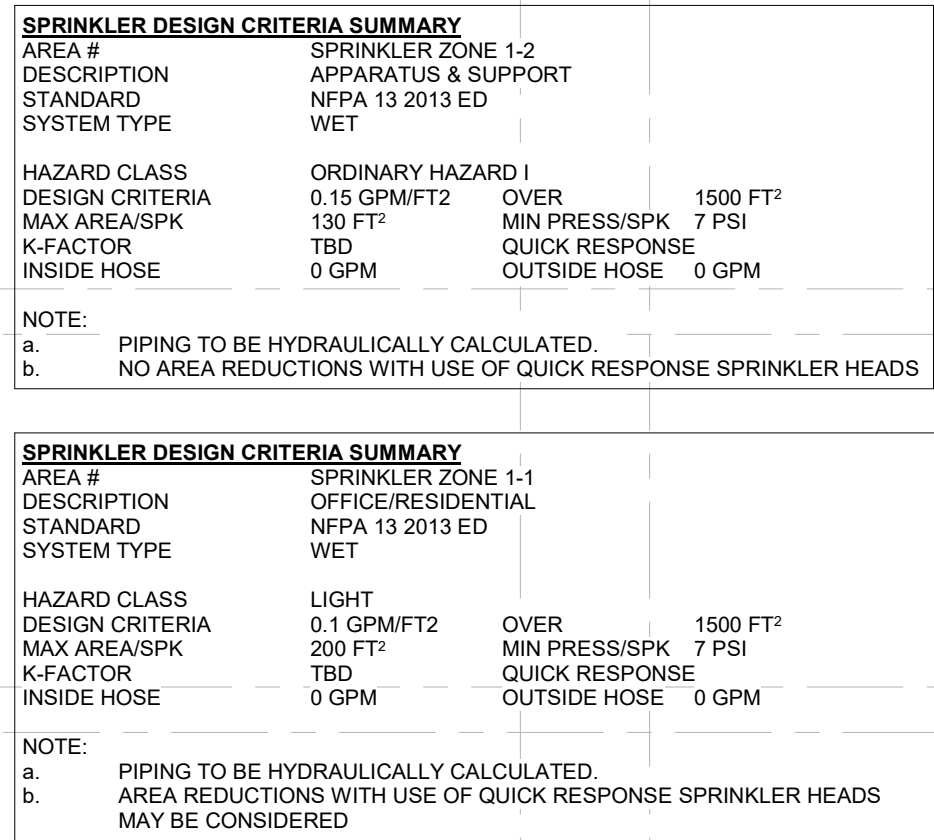 SPRINKLER DESIGN CRITERIA SUMMARY
AREA # SPRINKLER ZONE 1-2
DESCRIPTION APPARATUS & SUPPORT
STANDARD NFPA 13 2013 ED
SYSTEM TYPE WET
HAZARD CLASS ORDINARY HAZARD I
DESIGN CRITERIA 0.15 GPM/FT2 OVER 1500 FT²
MAX AREA/SPK 130 FT² MIN PRESS/SPK 7 PSI
K-FACTOR TBD QUICK RESPONSE
INSIDE HOSE 0 GPM OUTSIDE HOSE 0 GPM
NOTE:
a. PIPING TO BE HYDRAULICALLY CALCULATED.
b. NO AREA REDUCTIONS WITH USE OF QUICK RESPONSE SPRINKLER HEADS
SPRINKLER DESIGN CRITERIA SUMMARY
AREA # SPRINKLER ZONE 1-1
DESCRIPTION OFFICE/RESIDENTIAL
STANDARD NFPA 13 2013 ED
SYSTEM TYPE WET
HAZARD CLASS LIGHT
DESIGN CRITERIA 0.1 GPM/FT2 OVER 1500 FT²
MAX AREA/SPK 200 FT² MIN PRESS/SPK 7 PSI
K-FACTOR TBD QUICK RESPONSE
INSIDE HOSE 0 GPM OUTSIDE HOSE 0 GPM
NOTE:
a. PIPING TO BE HYDRAULICALLY CALCULATED.
b. AREA REDUCTIONS WITH USE OF QUICK RESPONSE SPRINKLER HEADS
MAY BE CONSIDERED